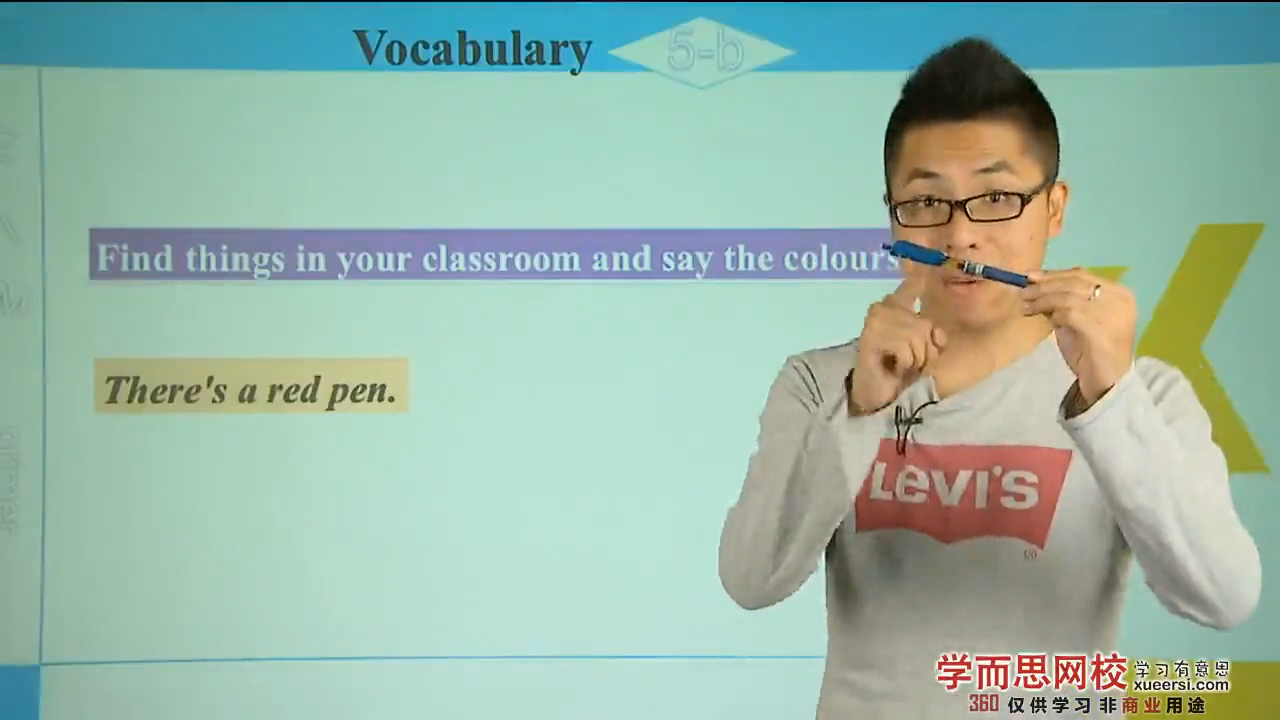 Vocabulary 5-b
Find things in your classroom and say the colours
There's a red pen.
LEVI'S
学而思网校 学习有意思
xueersi.com
360 仅供学习 非商业用途